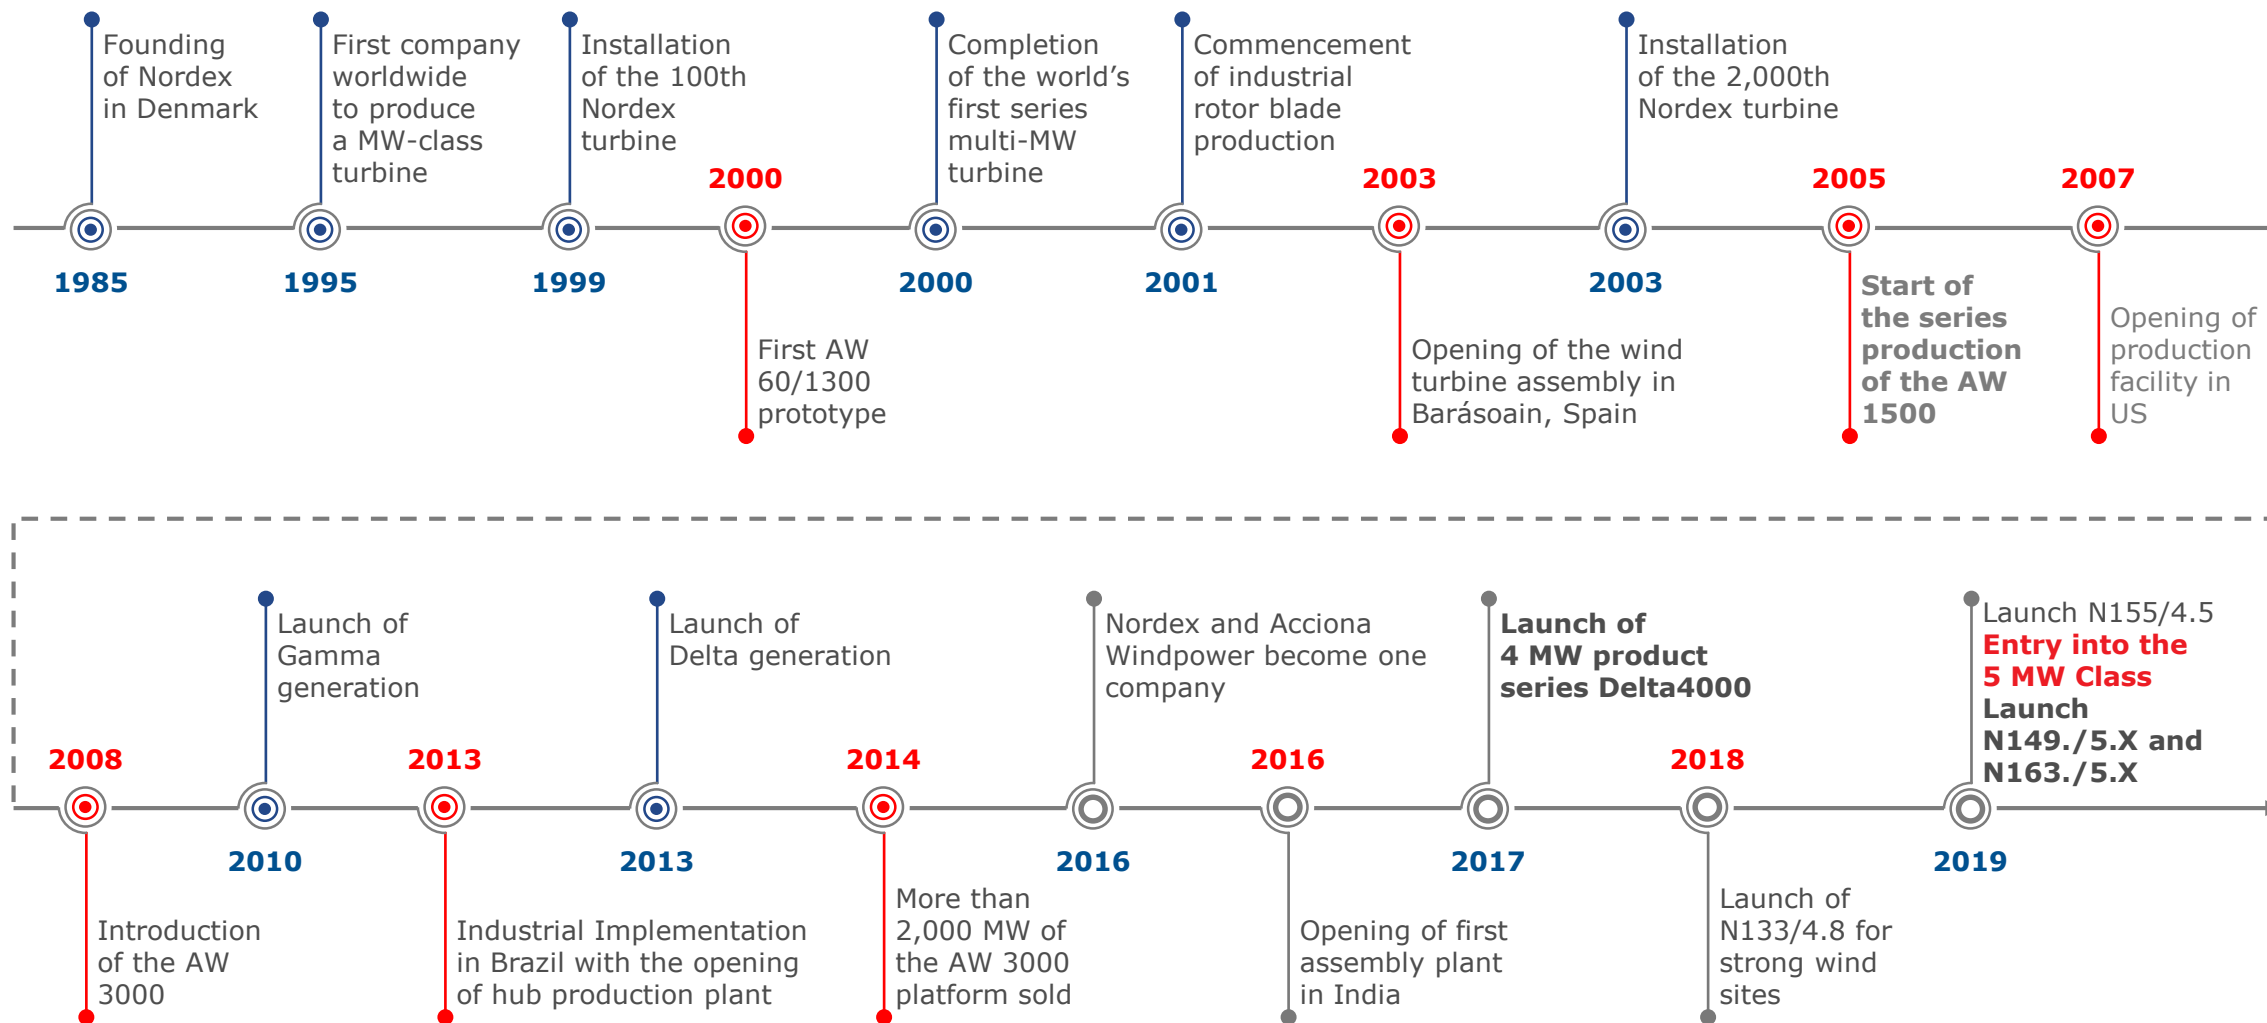 Founding
of Nordex
in Denmark
1985
First company
worldwide
to produce
a MW-class
turbine
1995
Installation
of the 100th
Nordex
turbine
1999
2000
First AW
60/1300
prototype
Completion
of the world’s
first series
multi-MW
turbine
2000
Commencement
of industrial
rotor blade
production
2001
2003
Opening of the wind
turbine assembly in
Barásoain, Spain
Installation
of the 2,000th
Nordex turbine
2003
2005
Start of
the series
production
of the AW
1500
2007
Opening of
production
facility in
US
2008
Introduction
of the AW
3000
Launch of
Gamma
generation
2010
2013
Industrial Implementation
in Brazil with the opening
of hub production plant
Launch of
Delta generation
2013
2014
More than
2,000 MW of
the AW 3000
platform sold
Nordex and Acciona
Windpower become one
company
2016
2016
Opening of first
assembly plant
in India
Launch of
4 MW product
series Delta4000
2017
2018
Launch of
N133/4.8 for
strong wind
sites
Launch N155/4.5
Entry into the
5 MW Class
Launch
N149./5.X and
N163./5.X
2019